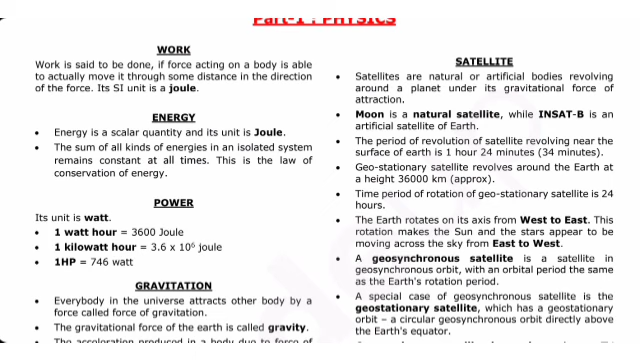 Part-1 : PHYSICS
WORK
Work is said to be done, if force acting on a body is able
to actually move it through some distance in the direction
of the force. Its SI unit is a joule.
ENERGY
• Energy is a scalar quantity and its unit is Joule.
• The sum of all kinds of energies in an isolated system
remains constant at all times. This is the law of
conservation of energy.
POWER
Its unit is watt.
• 1 watt hour = 3600 Joule
• 1 kilowatt hour = 3.6 x 10⁶ joule
• 1HP = 746 watt
GRAVITATION
• Everybody in the universe attracts other body by a
force called force of gravitation.
• The gravitational force of the earth is called gravity.
• The acceleration produced in a body due to force of
SATELLITE
• Satellites are natural or artificial bodies revolving
around a planet under its gravitational force of
attraction.
• Moon is a natural satellite, while INSAT-B is an
artificial satellite of Earth.
• The period of revolution of satellite revolving near the
surface of earth is 1 hour 24 minutes (34 minutes).
• Geo-stationary satellite revolves around the Earth at
a height 36000 km (approx).
• Time period of rotation of geo-stationary satellite is 24
hours.
• The Earth rotates on its axis from West to East. This
rotation makes the Sun and the stars appear to be
moving across the sky from East to West.
• A geosynchronous satellite is a satellite in
geosynchronous orbit, with an orbital period the same
as the Earth's rotation period.
• A special case of geosynchronous satellite is the
geostationary satellite, which has a geostationary
orbit – a circular geosynchronous orbit directly above
the Earth's equator.